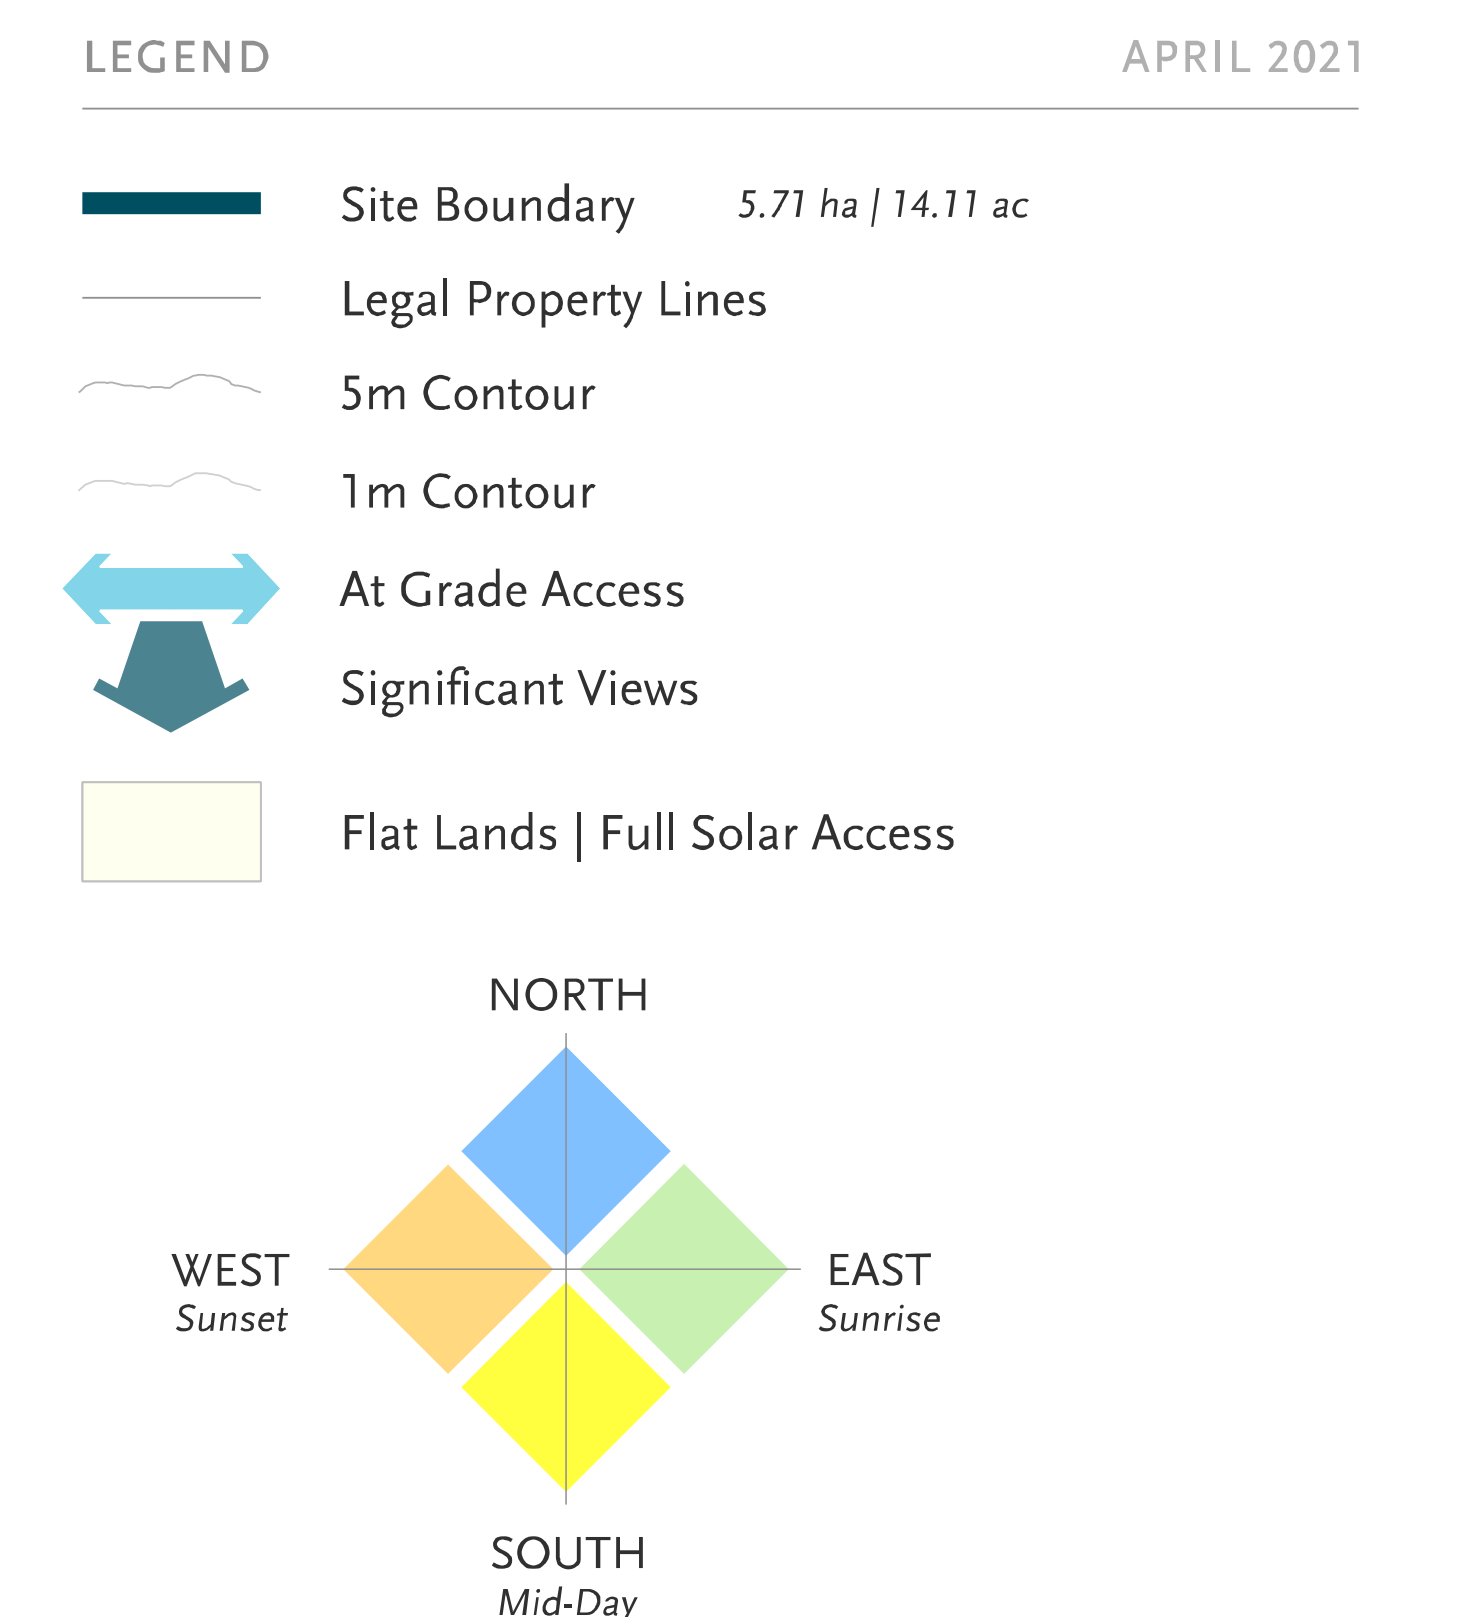 LEGEND APRIL 2021
Site Boundary 5.71 ha | 14.11 ac
Legal Property Lines
5m Contour
1m Contour
At Grade Access
Significant Views
Flat Lands | Full Solar Access
NORTH
WEST EAST
Sunset Sunrise
SOUTH
Mid-Day